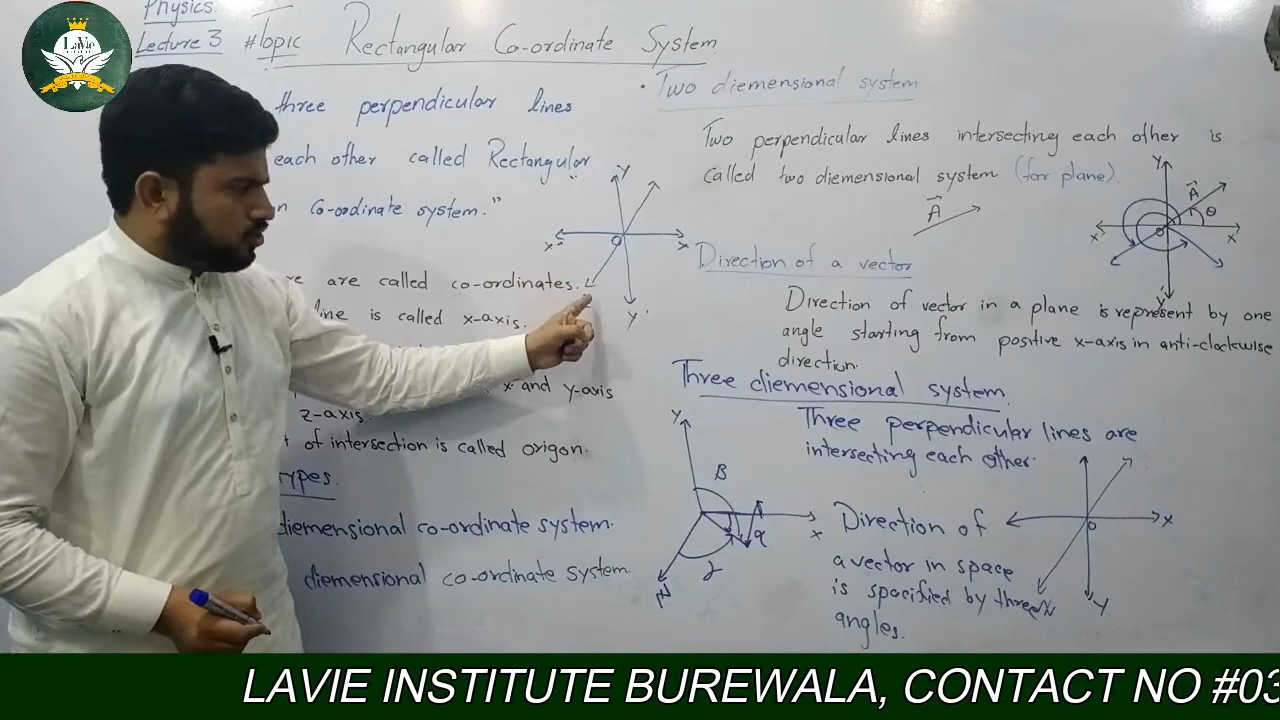 Physics.
Lecture 3 #Topic Rectangular Co-ordinate System
three perpendicular lines
each other called Rectangular
Co-ordinate system."
are called co-ordinates.
line is called x-axis.
x and y-axis
z-axis.
of intersection is called origon.
Types.
diemensional co-ordinate system.
diemensional co-ordinate system.
Y
x' x
O
Y'
• Two diemensional system
Two perpendicular lines intersecting each other is
called two diemensional system (for plane).
A
Y
A θ
x' O x
Y'
Direction of a vector
Direction of vector in a plane is represent by one
angle starting from positive x-axis in anti-clockwise
direction.
Three diemensional system.
Three perpendicular lines are
intersecting each other.
Y
B
x
α
O
x
Y
Direction of
a vector in space
is specified by three
angles.
LaVie
LAVIE INSTITUTE BUREWALA, CONTACT NO #03